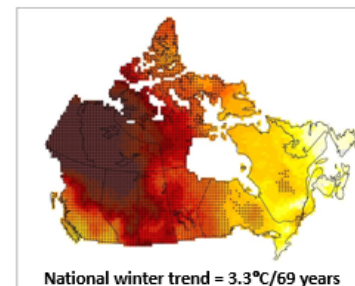 National winter trend = 3.3°C/69 years